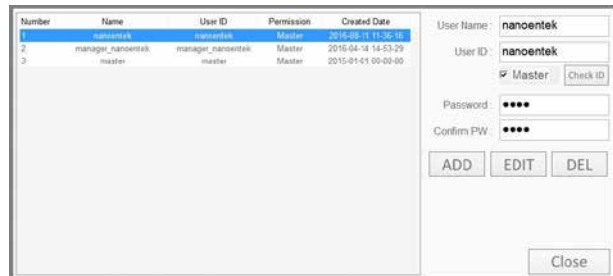 Number Name User ID Permission Created Date
1 nanoentek nanoentek Master 2016-08-11 11-36-16
2 manager_nanoentek manager_nanoentek Master 2016-04-14 14-53-29
3 master master Master 2015-01-01 00-00-00
User Name : nanoentek
User ID : nanoentek
Master Check ID
Password : ●●●●
Confirm PW : ●●●●
ADD EDIT DEL
Close